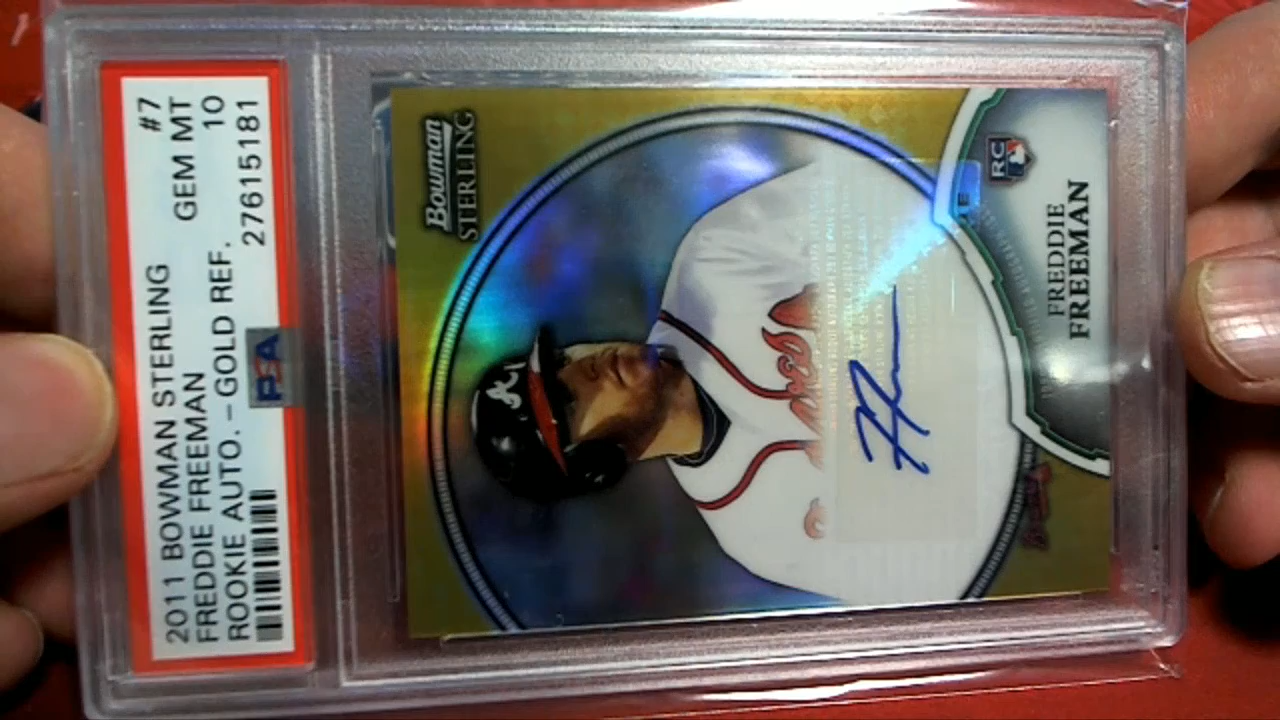 2011 BOWMAN STERLING #7
FREDDIE FREEMAN GEM MT
ROOKIE AUTO. - GOLD REF. 10
27615181
PSA
Bowman
STERLING
RC
FREDDIE
FREEMAN